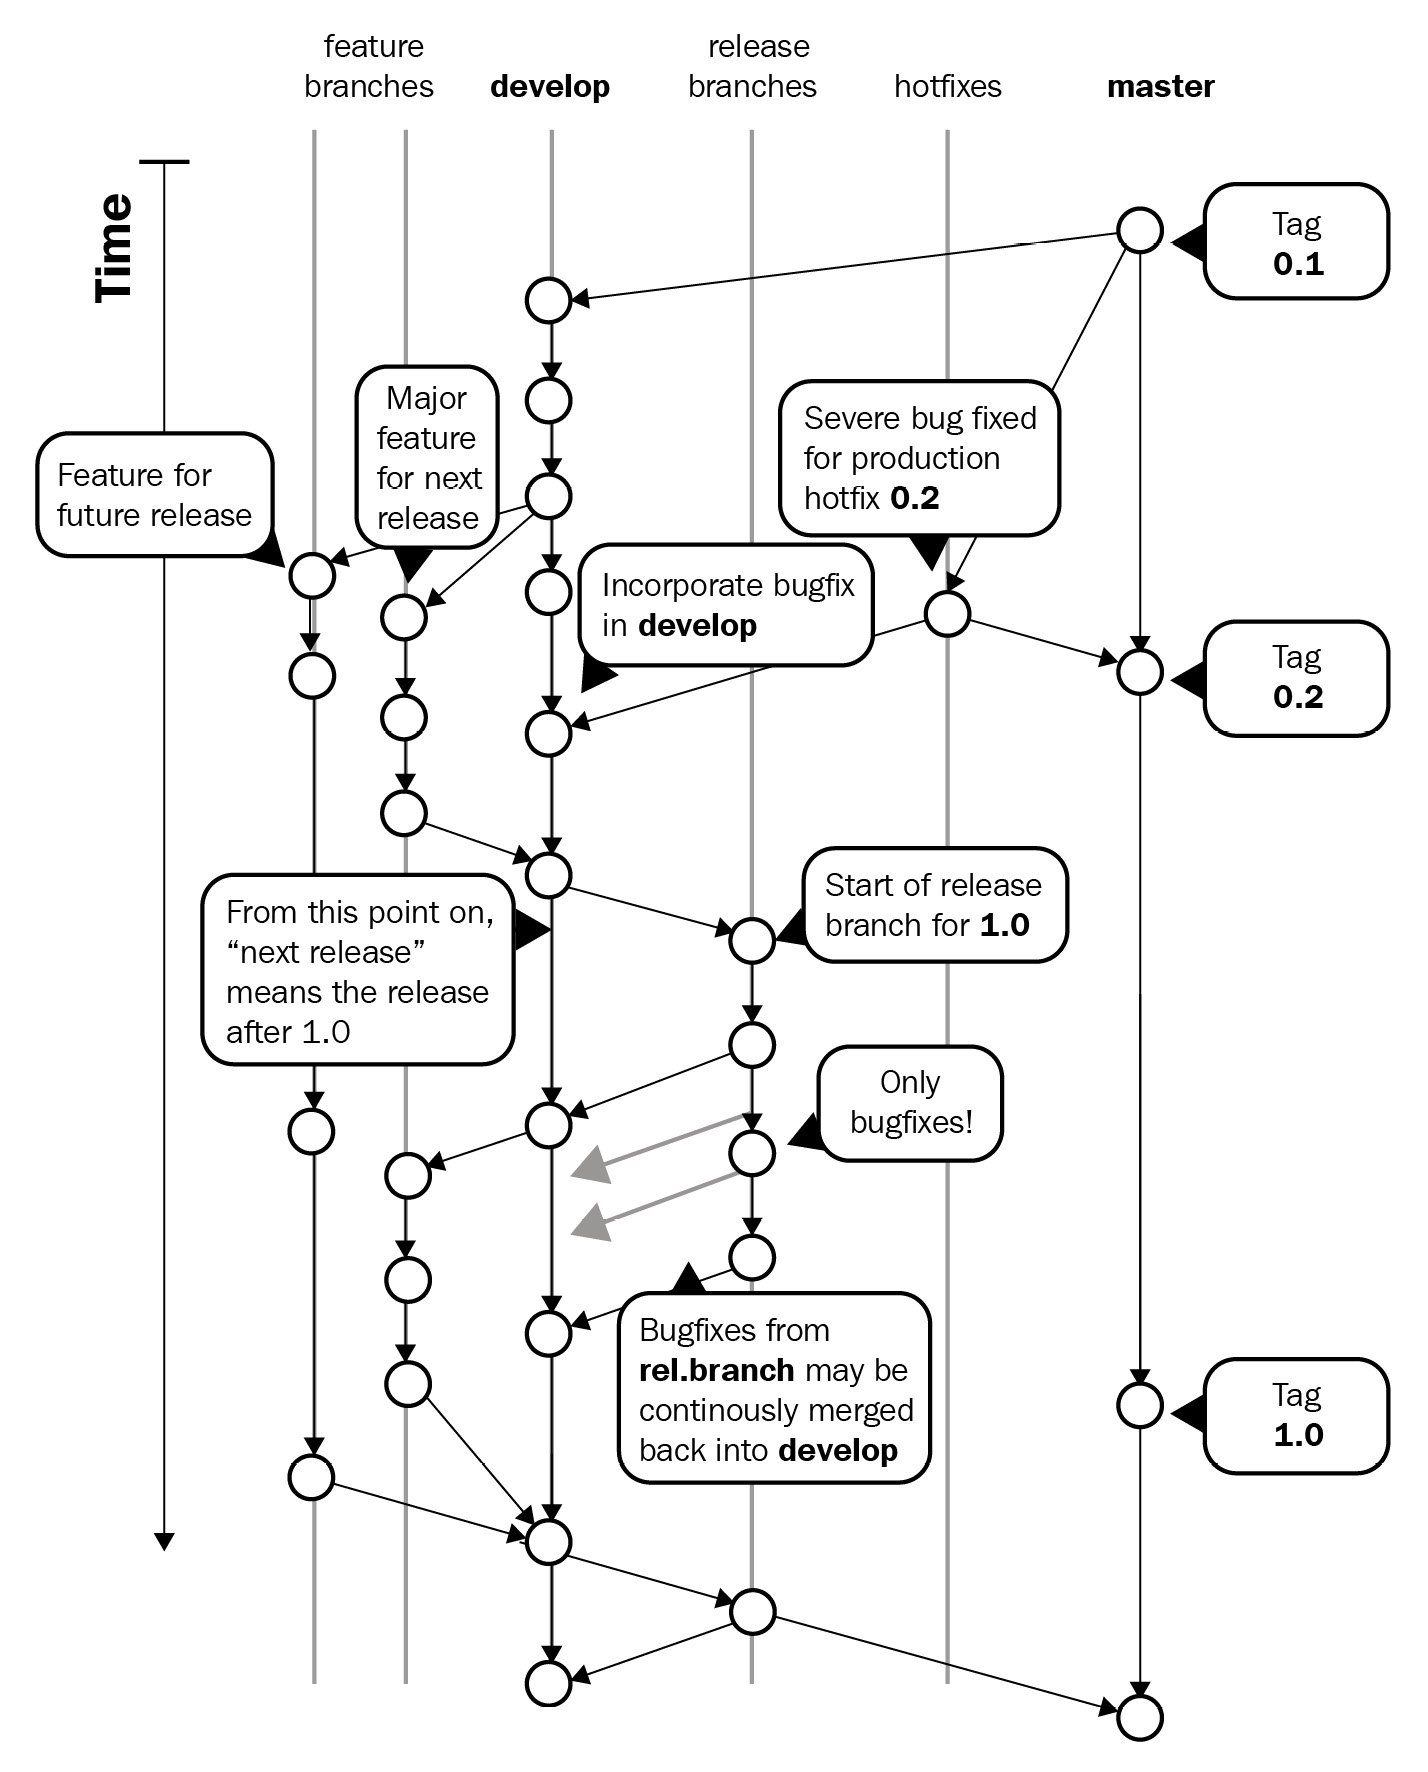 feature
branches
develop
release
branches
hotfixes
master
Time
Tag
0.1
Major
feature
for next
release
Severe bug fixed
for production
hotfix 0.2
Feature for
future release
Incorporate bugfix
in develop
Tag
0.2
Start of release
branch for 1.0
From this point on,
“next release”
means the release
after 1.0
Only
bugfixes!
Bugfixes from
rel.branch may be
continously merged
back into develop
Tag
1.0